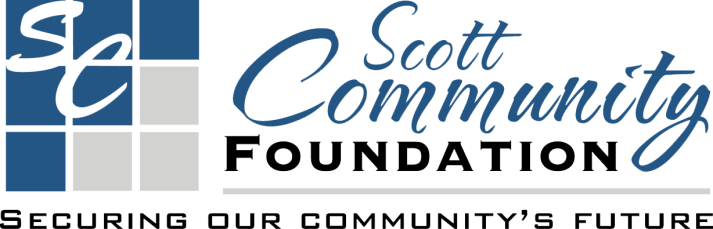 SC
Scott
Community
FOUNDATION
SECURING OUR COMMUNITY'S FUTURE